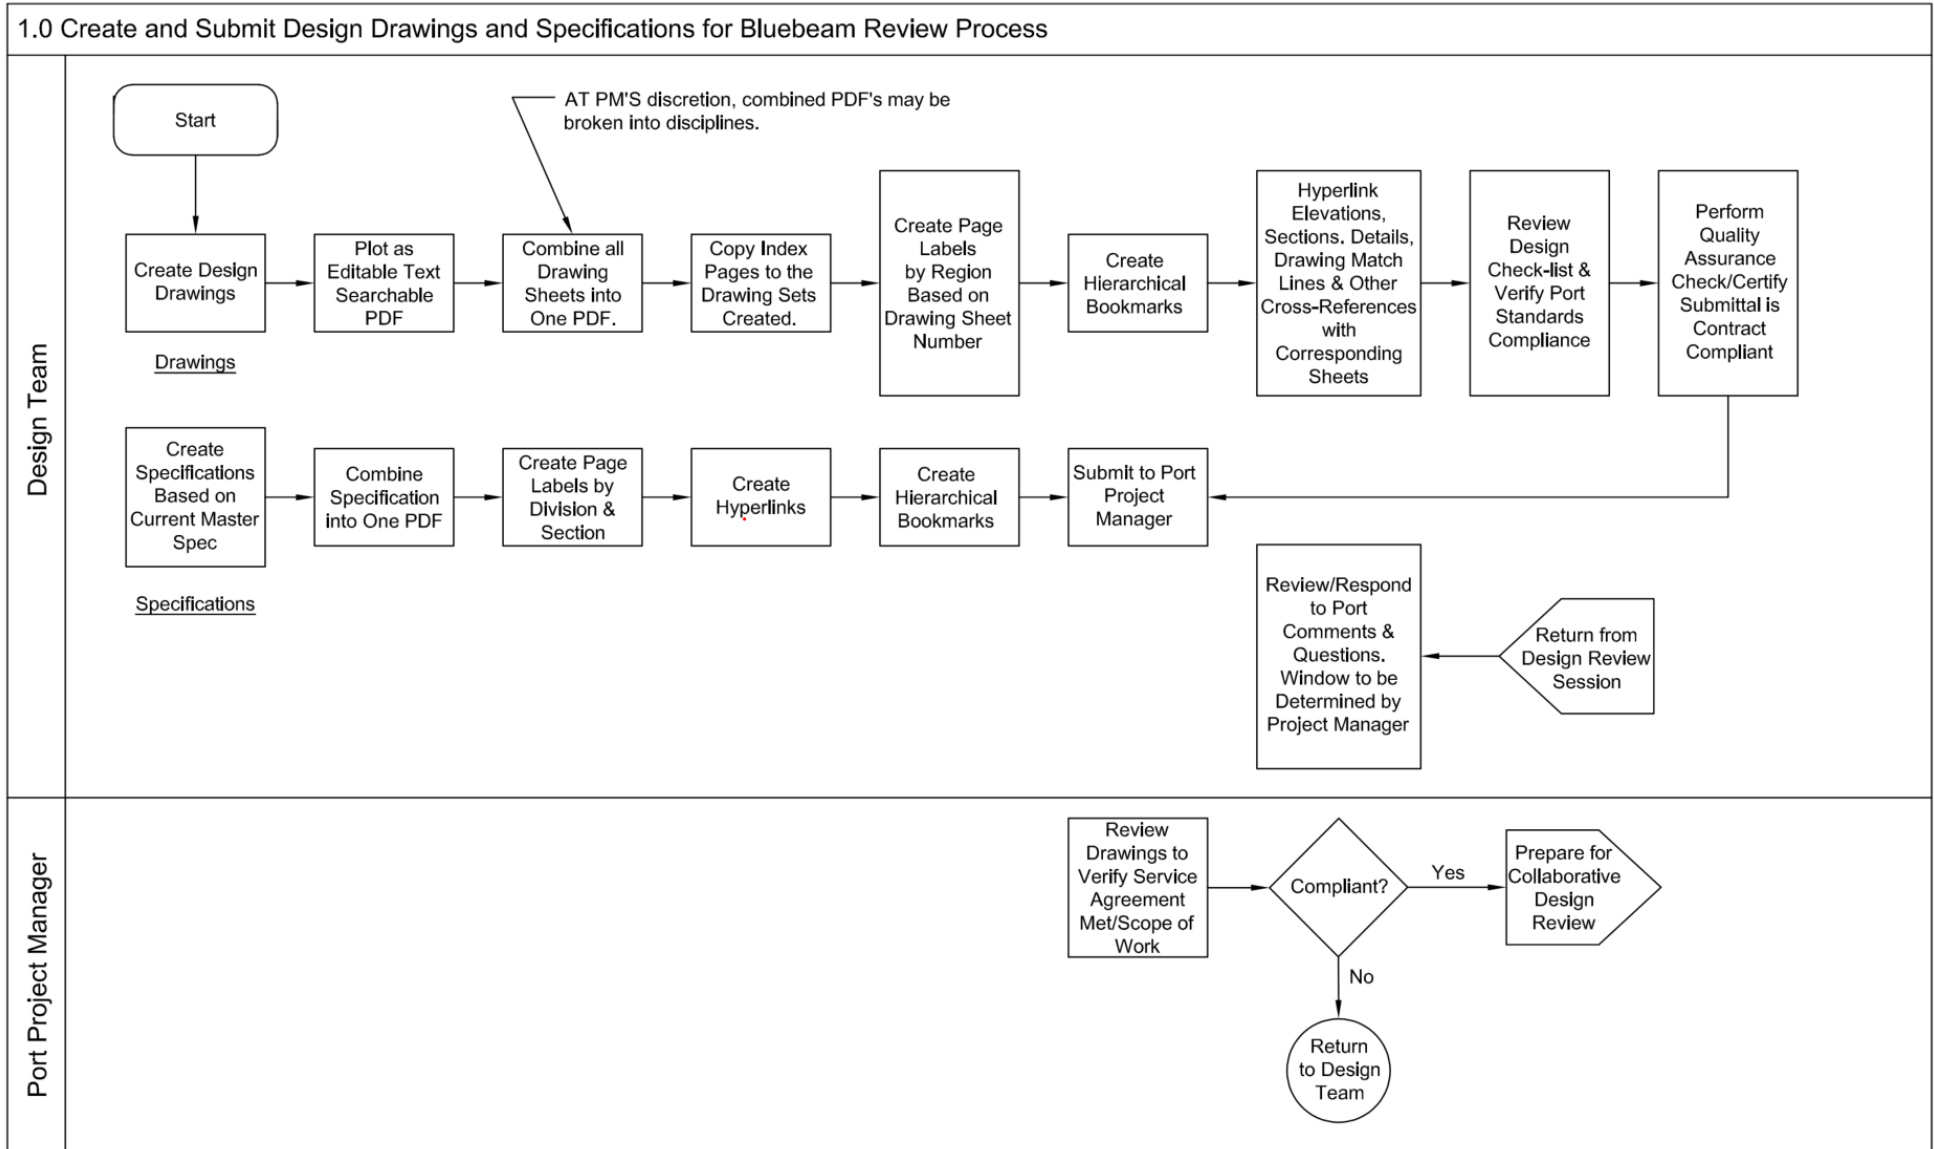 1.0 Create and Submit Design Drawings and Specifications for Bluebeam Review Process
Design Team
Start
AT PM'S discretion, combined PDF's may be
broken into disciplines.
Create Design
Drawings
Drawings
Plot as
Editable Text
Searchable
PDF
Combine all
Drawing
Sheets into
One PDF.
Copy Index
Pages to the
Drawing Sets
Created.
Create Page
Labels
by Region
Based on
Drawing Sheet
Number
Create
Hierarchical
Bookmarks
Hyperlink
Elevations,
Sections. Details,
Drawing Match
Lines & Other
Cross-References
with
Corresponding
Sheets
Review
Design
Check-list &
Verify Port
Standards
Compliance
Perform
Quality
Assurance
Check/Certify
Submittal is
Contract
Compliant
Create
Specifications
Based on
Current Master
Spec
Specifications
Combine
Specification
into One PDF
Create Page
Labels by
Division &
Section
Create
Hyperlinks
Create
Hierarchical
Bookmarks
Submit to Port
Project
Manager
Review/Respond
to Port
Comments &
Questions.
Window to be
Determined by
Project Manager
Return from
Design Review
Session
Port Project Manager
Review
Drawings to
Verify Service
Agreement
Met/Scope of
Work
Compliant?
Yes
Prepare for
Collaborative
Design
Review
No
Return
to Design
Team